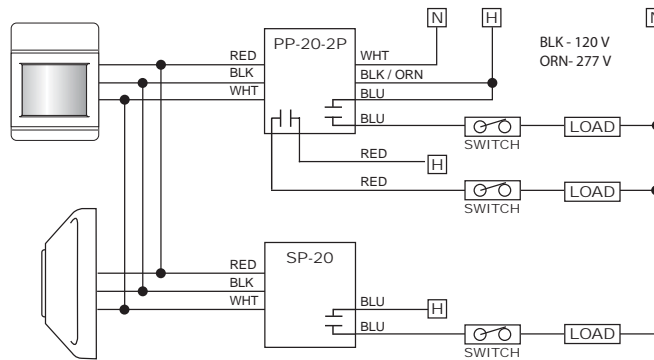 N H N
PP-20-2P
BLK - 120 V
ORN- 277 V
RED WHT
BLK BLK / ORN
WHT BLU
BLU
LOAD
SWITCH
RED H
RED
LOAD
SWITCH
SP-20
RED
BLK
WHT BLU H
BLU
LOAD
SWITCH